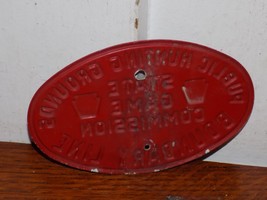 PUBLIC HUNTING GROUNDS
STATE
GAME
COMMISSION
BOUNDARY LINE